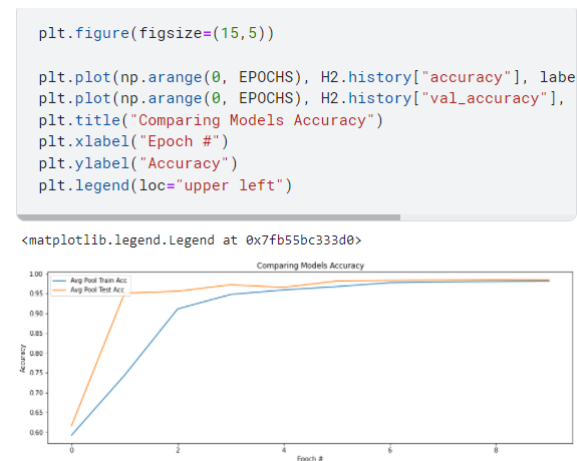 plt.figure(figsize=(15,5))
plt.plot(np.arange(0, EPOCHS), H2.history["accuracy"], labe
plt.plot(np.arange(0, EPOCHS), H2.history["val_accuracy"],
plt.title("Comparing Models Accuracy")
plt.xlabel("Epoch #")
plt.ylabel("Accuracy")
plt.legend(loc="upper left")
<matplotlib.legend.Legend at 0x7fb55bc333d0>
Comparing Models Accuracy
1.00
Avg Pool Train Acc
Avg Pool Test Acc
0.95
0.90
0.85
0.80
0.75
0.70
0.65
0.60
Accuracy
0 2 4 6 8
Epoch #